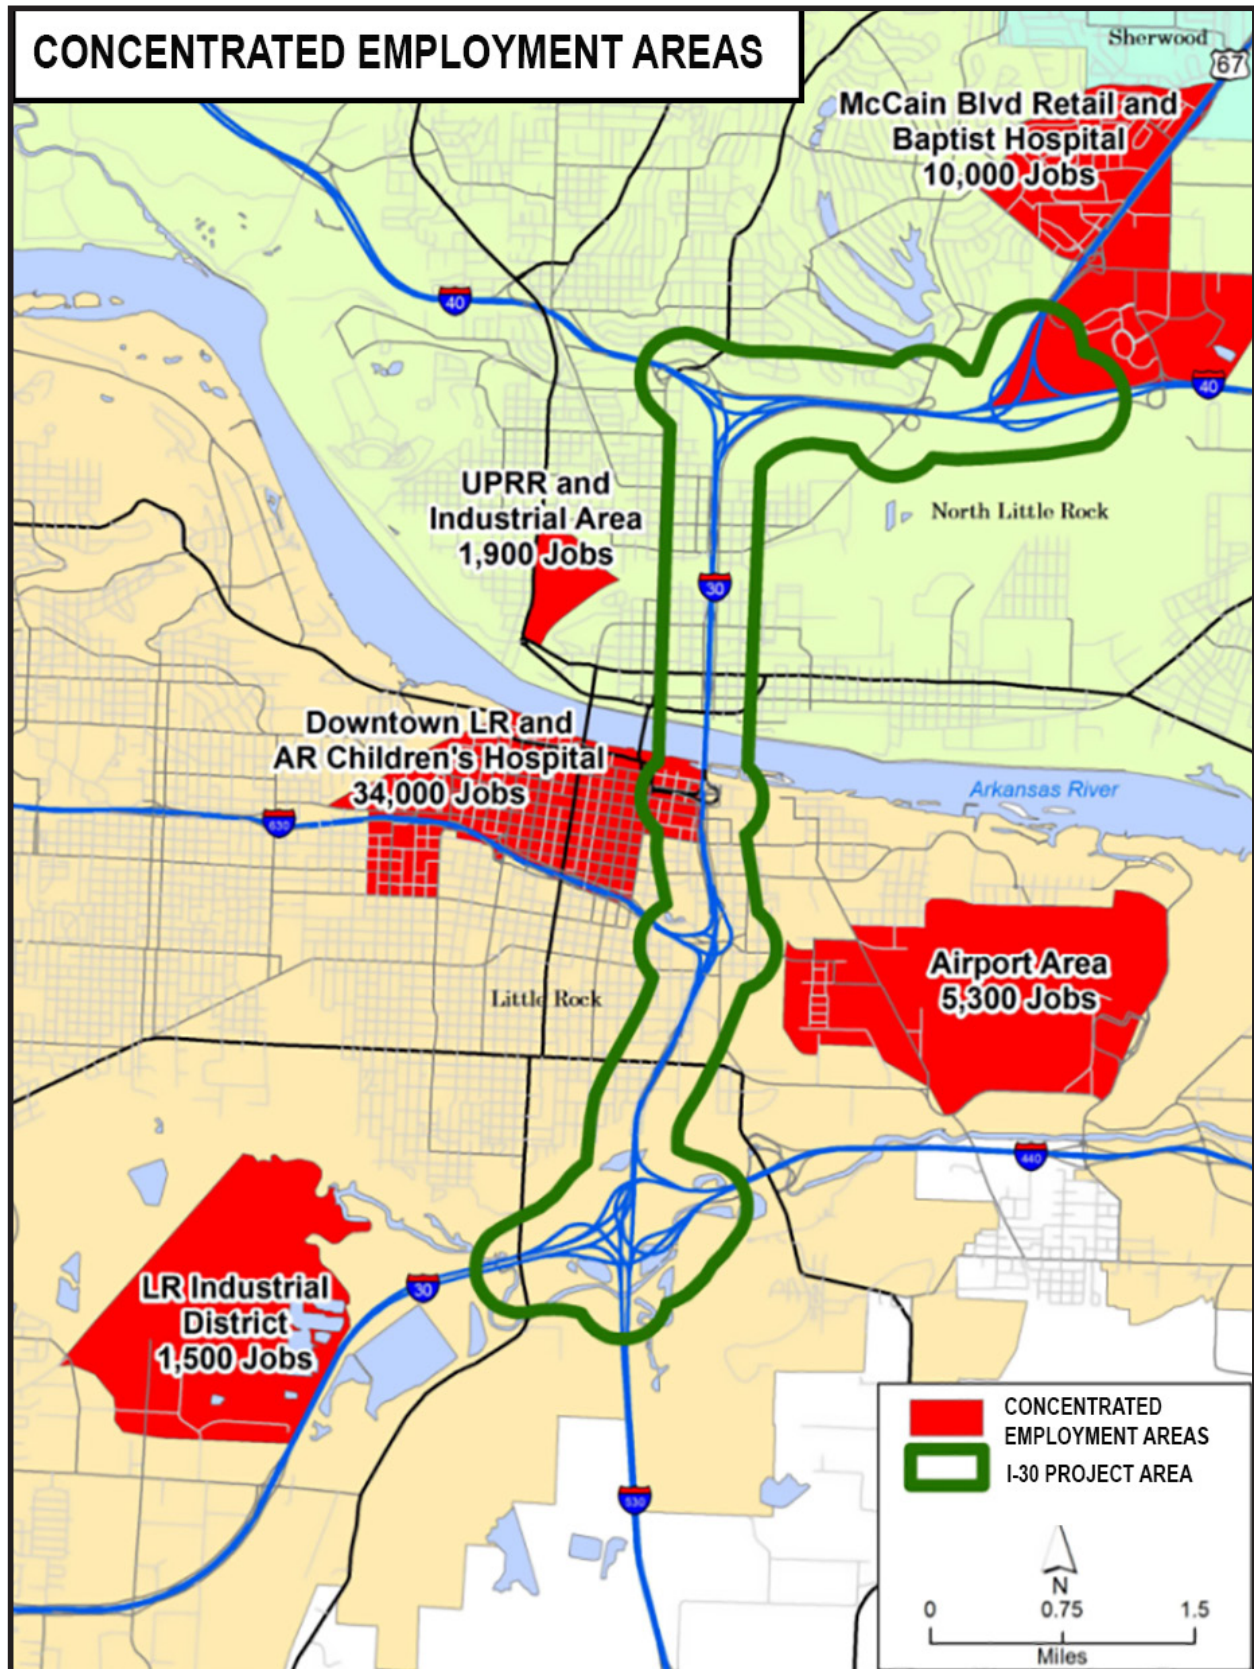 CONCENTRATED EMPLOYMENT AREAS
Sherwood
67
McCain Blvd Retail and
Baptist Hospital
10,000 Jobs
40
40
UPRR and
Industrial Area
1,900 Jobs
North Little Rock
30
Downtown LR and
AR Children's Hospital
34,000 Jobs
Arkansas River
630
Airport Area
5,300 Jobs
Little Rock
440
LR Industrial
District
1,500 Jobs
30
530
CONCENTRATED
EMPLOYMENT AREAS
I-30 PROJECT AREA
N
0 0.75 1.5
Miles